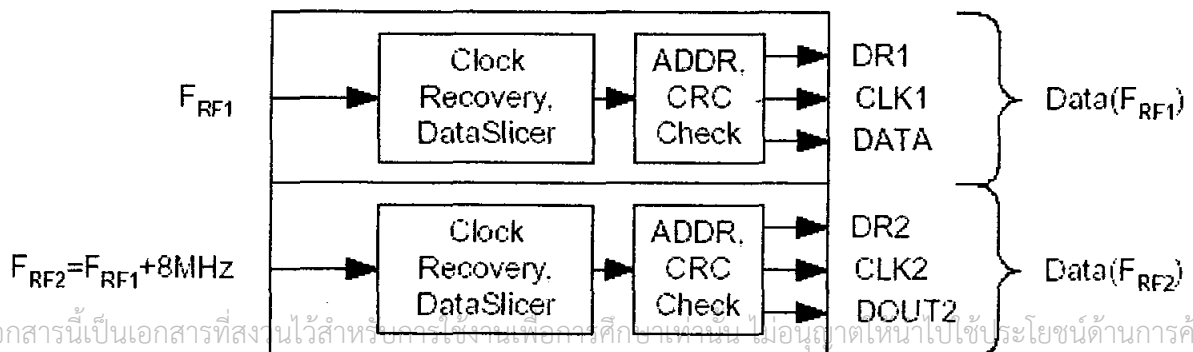 F_RF1
Clock
Recovery,
DataSlicer
ADDR,
CRC
Check
DR1
CLK1
DATA
Data(F_RF1)
F_RF2=F_RF1+8MHz
Clock
Recovery,
DataSlicer
ADDR,
CRC
Check
DR2
CLK2
DOUT2
Data(F_RF2)
อกสารนี้เป็นเอกสารที่สงวนไว้สำหรับการใช้งานเพื่อการศึกษาเท่านั้น ไม่อนุญาตให้นำไปใช้ประโยชน์ด้านการค้